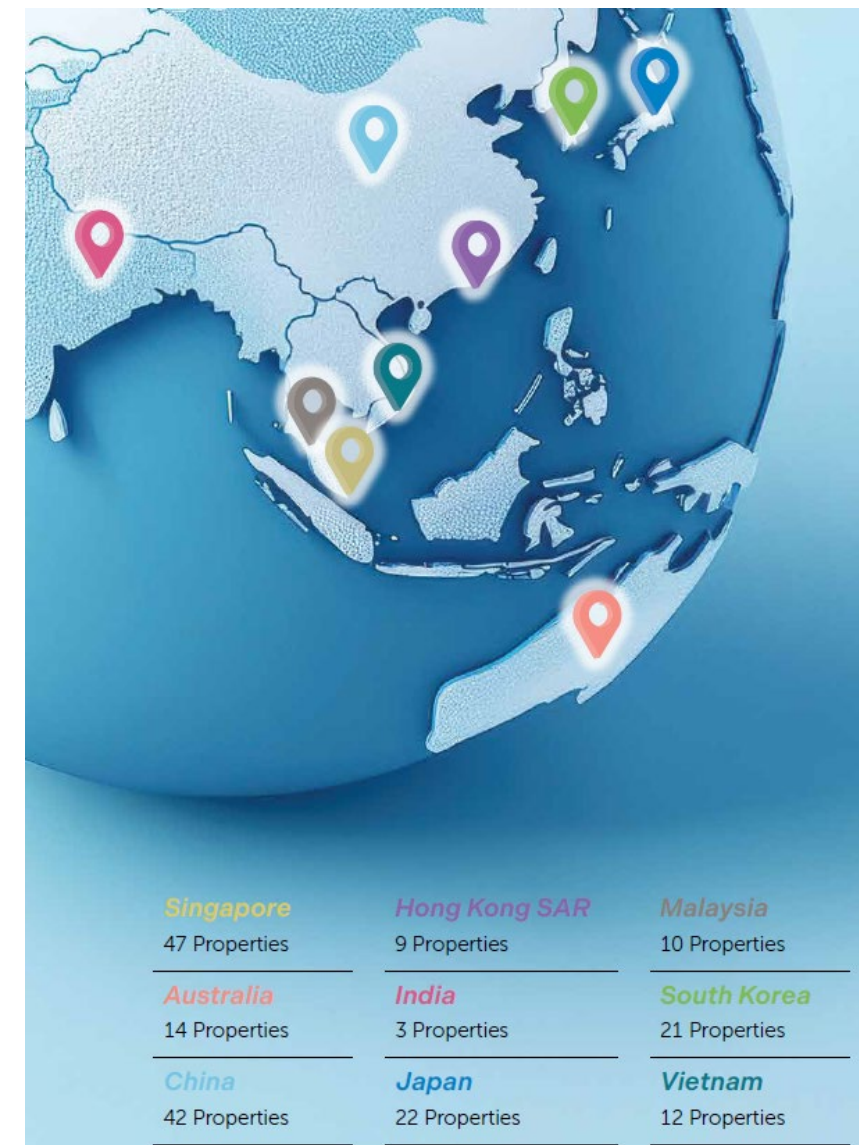 Singapore
47 Properties
Hong Kong SAR
9 Properties
Malaysia
10 Properties
Australia
14 Properties
India
3 Properties
South Korea
21 Properties
China
42 Properties
Japan
22 Properties
Vietnam
12 Properties